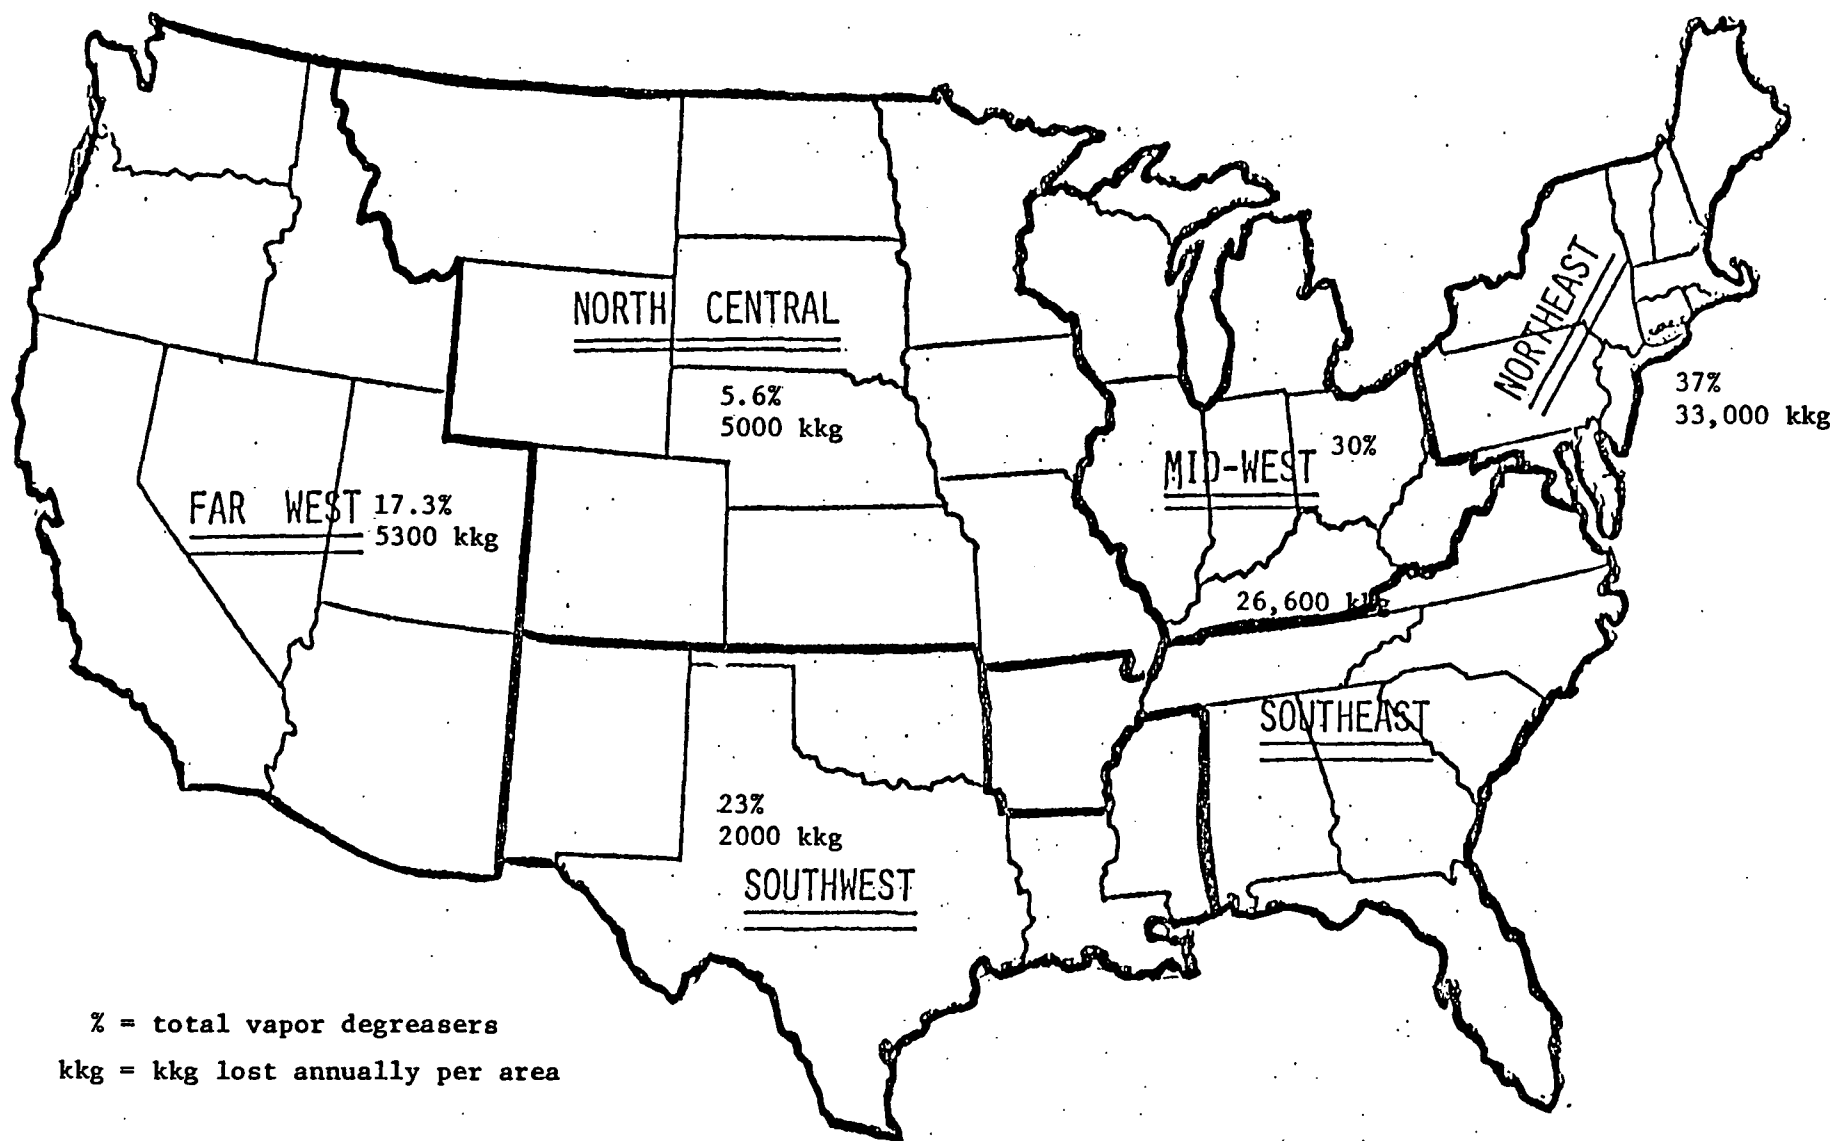 NORTHEAST
37%
33,000 kkg
NORTH CENTRAL
5.6%
5000 kkg
MID-WEST
30%
26,600 kkg
FAR WEST
17.3%
5300 kkg
SOUTHEAST
23%
2000 kkg
SOUTHWEST
% = total vapor degreasers
kkg = kkg lost annually per area